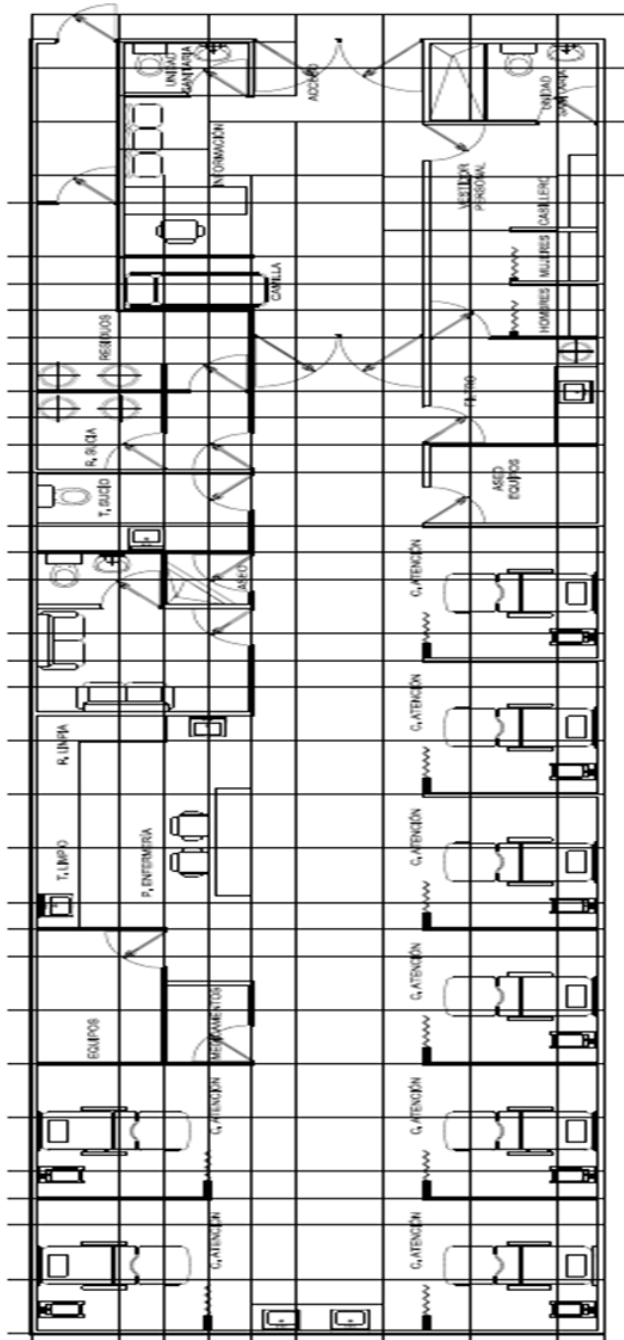 UNIDAD
SANITARIA
ACCESO
UNIDAD
SANITARIA
INFORMACIÓN
VESTIDOR
PERSONAL
CASILLERO
MUJERES
HOMBRES
CAMILLA
RESIDUOS
FILTRO
R. SUCIA
T. SUCIO
ASEO
EQUIPOS
ASEO
C. ATENCIÓN
C. ATENCIÓN
R. LIMPIA
T. LIMPIO
P. ENFERMERÍA
C. ATENCIÓN
C. ATENCIÓN
EQUIPOS
MEDICAMENTOS
C. ATENCIÓN
C. ATENCIÓN
C. ATENCIÓN
C. ATENCIÓN